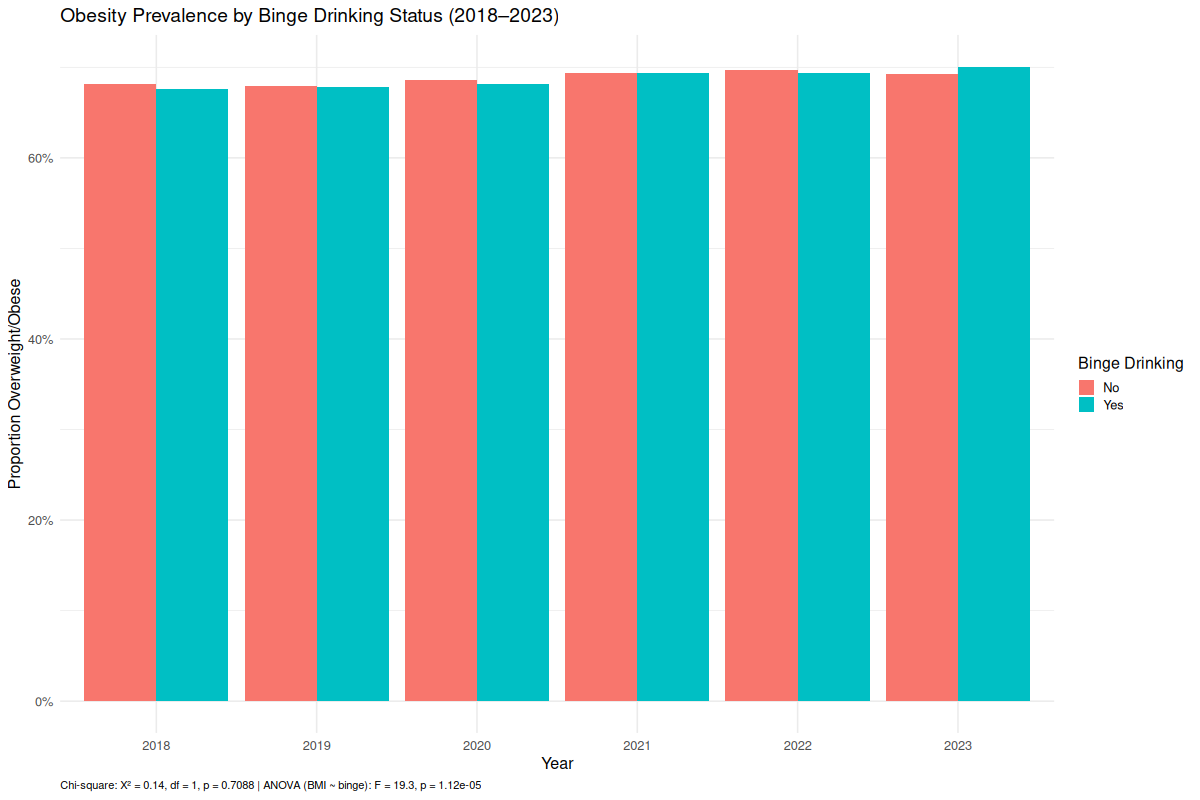 Obesity Prevalence by Binge Drinking Status (2018–2023)
Proportion Overweight/Obese
60%
40%
20%
0%
2018 2019 2020 2021 2022 2023
Year
Binge Drinking
No
Yes
Chi-square: X² = 0.14, df = 1, p = 0.7088 | ANOVA (BMI ~ binge): F = 19.3, p = 1.12e-05